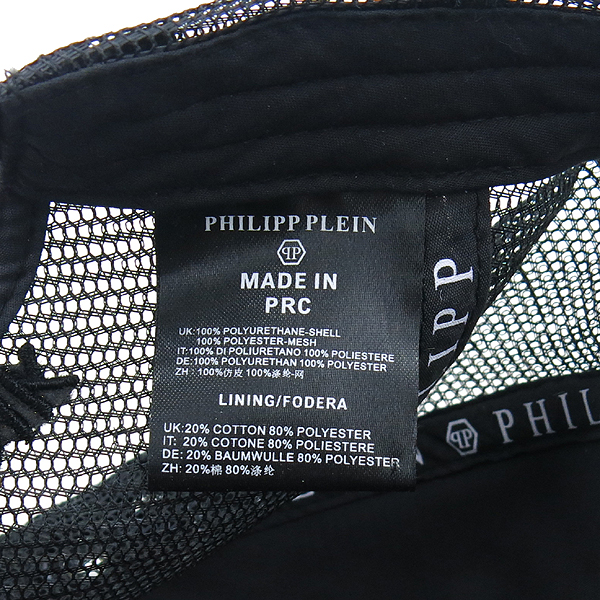 PHILIPP PLEIN
MADE IN
PRC
UK:100% POLYURETHANE-SHELL
100% POLYESTER-MESH
IT:100% DI POLIURETANO 100% POLIESTERE
DE:100% POLYURETHAN 100% POLYESTER
ZH:100%仿皮 100%涤纶-网
LINING/FODERA
UK:20% COTTON 80% POLYESTER
IT: 20% COTONE 80% POLIESTERE
DE: 20% BAUMWULLE 80% POLYESTER
ZH: 20%棉 80%涤纶
ILIPP
N PP PHIL